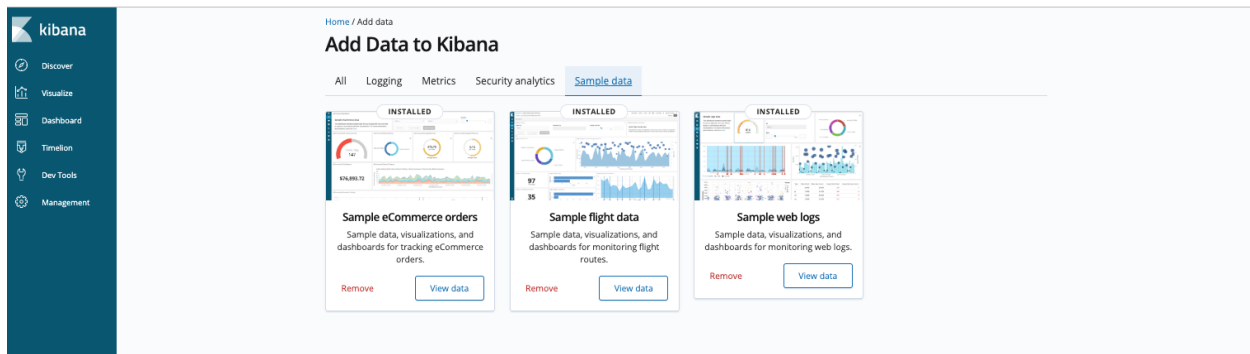 kibana
Discover
Visualize
Dashboard
Timelion
Dev Tools
Management
Home / Add data
Add Data to Kibana
All Logging Metrics Security analytics Sample data
INSTALLED
Sample eCommerce orders
Sample data, visualizations, and
dashboards for tracking eCommerce
orders.
Remove View data
INSTALLED
Sample flight data
Sample data, visualizations, and
dashboards for monitoring flight
routes.
Remove View data
INSTALLED
Sample web logs
Sample data, visualizations, and
dashboards for monitoring web logs.
Remove View data